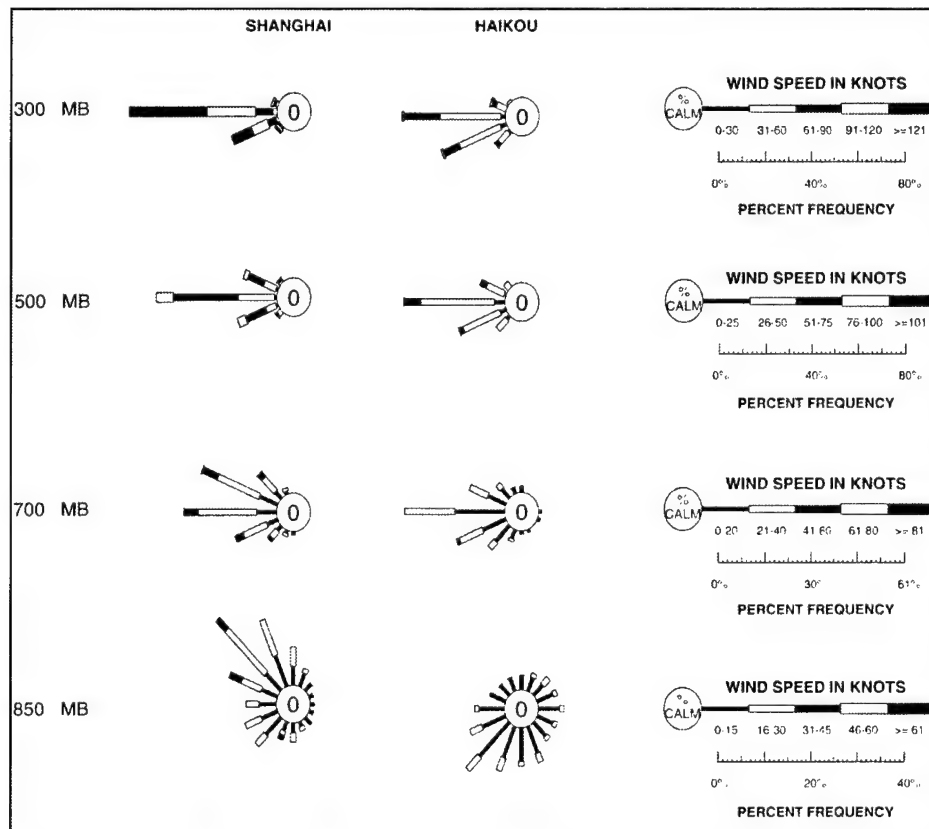 SHANGHAI HAIKOU
300 MB 0 0
WIND SPEED IN KNOTS
% CALM
0-30 31-60 61-90 91-120 >=121
0% 40% 80%
PERCENT FREQUENCY
500 MB 0 0
WIND SPEED IN KNOTS
% CALM
0-25 26-50 51-75 76-100 >=101
0% 40% 80%
PERCENT FREQUENCY
700 MB 0 0
WIND SPEED IN KNOTS
% CALM
0-20 21-40 41-60 61-80 >=81
0% 30° 61%
PERCENT FREQUENCY
850 MB 0 0
WIND SPEED IN KNOTS
% CALM
0-15 16-30 31-45 46-60 >=61
0% 20% 40%
PERCENT FREQUENCY